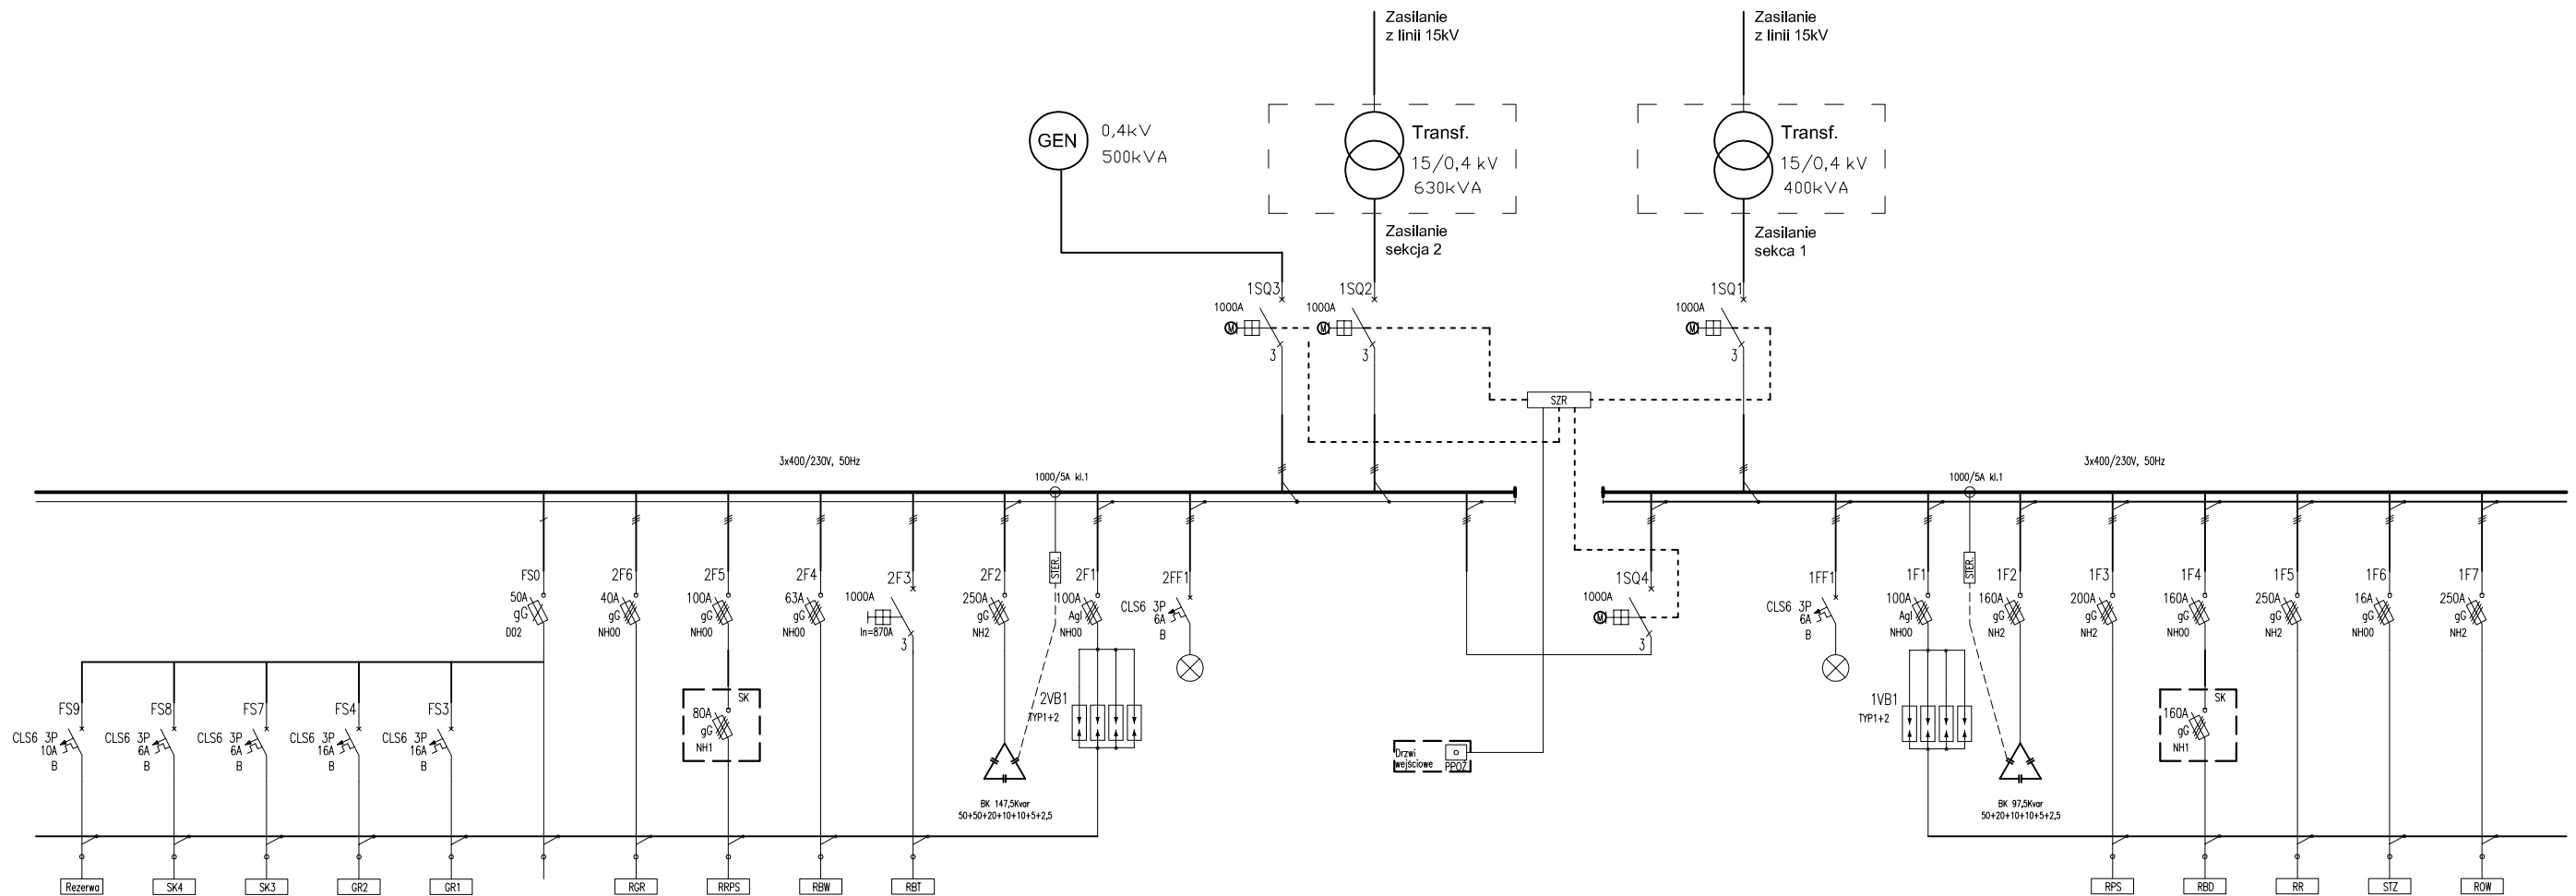 Zasilanie
z linii 15kV
Zasilanie
z linii 15kV
GEN
0,4kV
500kVA
Transf.
15/0,4 kV
630kVA
Transf.
15/0,4 kV
400kVA
Zasilanie
sekcja 2
Zasilanie
sekca 1
1SQ3
1000A
M
3
1SQ2
1000A
M
3
1SQ1
1000A
M
3
SZR
3x400/230V, 50Hz
1000/5A kl.1
3x400/230V, 50Hz
1000/5A kl.1
FS0
50A
gG
D02
2F6
40A
gG
NH00
2F5
100A
gG
NH00
2F4
63A
gG
NH00
2F3
1000A
In=870A
3
2F2
250A
gG
NH2
STER.
2F1
100A
AgI
NH00
2FF1
CLS6 3P
6A
B
1SQ4
1000A
M
3
1FF1
CLS6 3P
6A
B
1F1
100A
AgI
NH00
STER.
1F2
160A
gG
NH2
1F3
200A
gG
NH2
1F4
160A
gG
NH00
1F5
250A
gG
NH2
1F6
16A
gG
NH00
1F7
250A
gG
NH2
FS9
CLS6 3P
10A
B
FS8
CLS6 3P
6A
B
FS7
CLS6 3P
6A
B
FS4
CLS6 3P
16A
B
FS3
CLS6 3P
16A
B
SK
80A
gG
NH1
2VB1
TYP1+2
1VB1
TYP1+2
SK
160A
gG
NH1
Drzwi
wejściowe
PPOŻ
BK 147,5Kvar
50+50+20+10+10+5+2,5
BK 97,5Kvar
50+20+10+10+5+2,5
Rezerwa
SK4
SK3
GR2
GR1
RGR
RRPS
RBW
RBT
RPS
RBD
RR
STZ
ROW